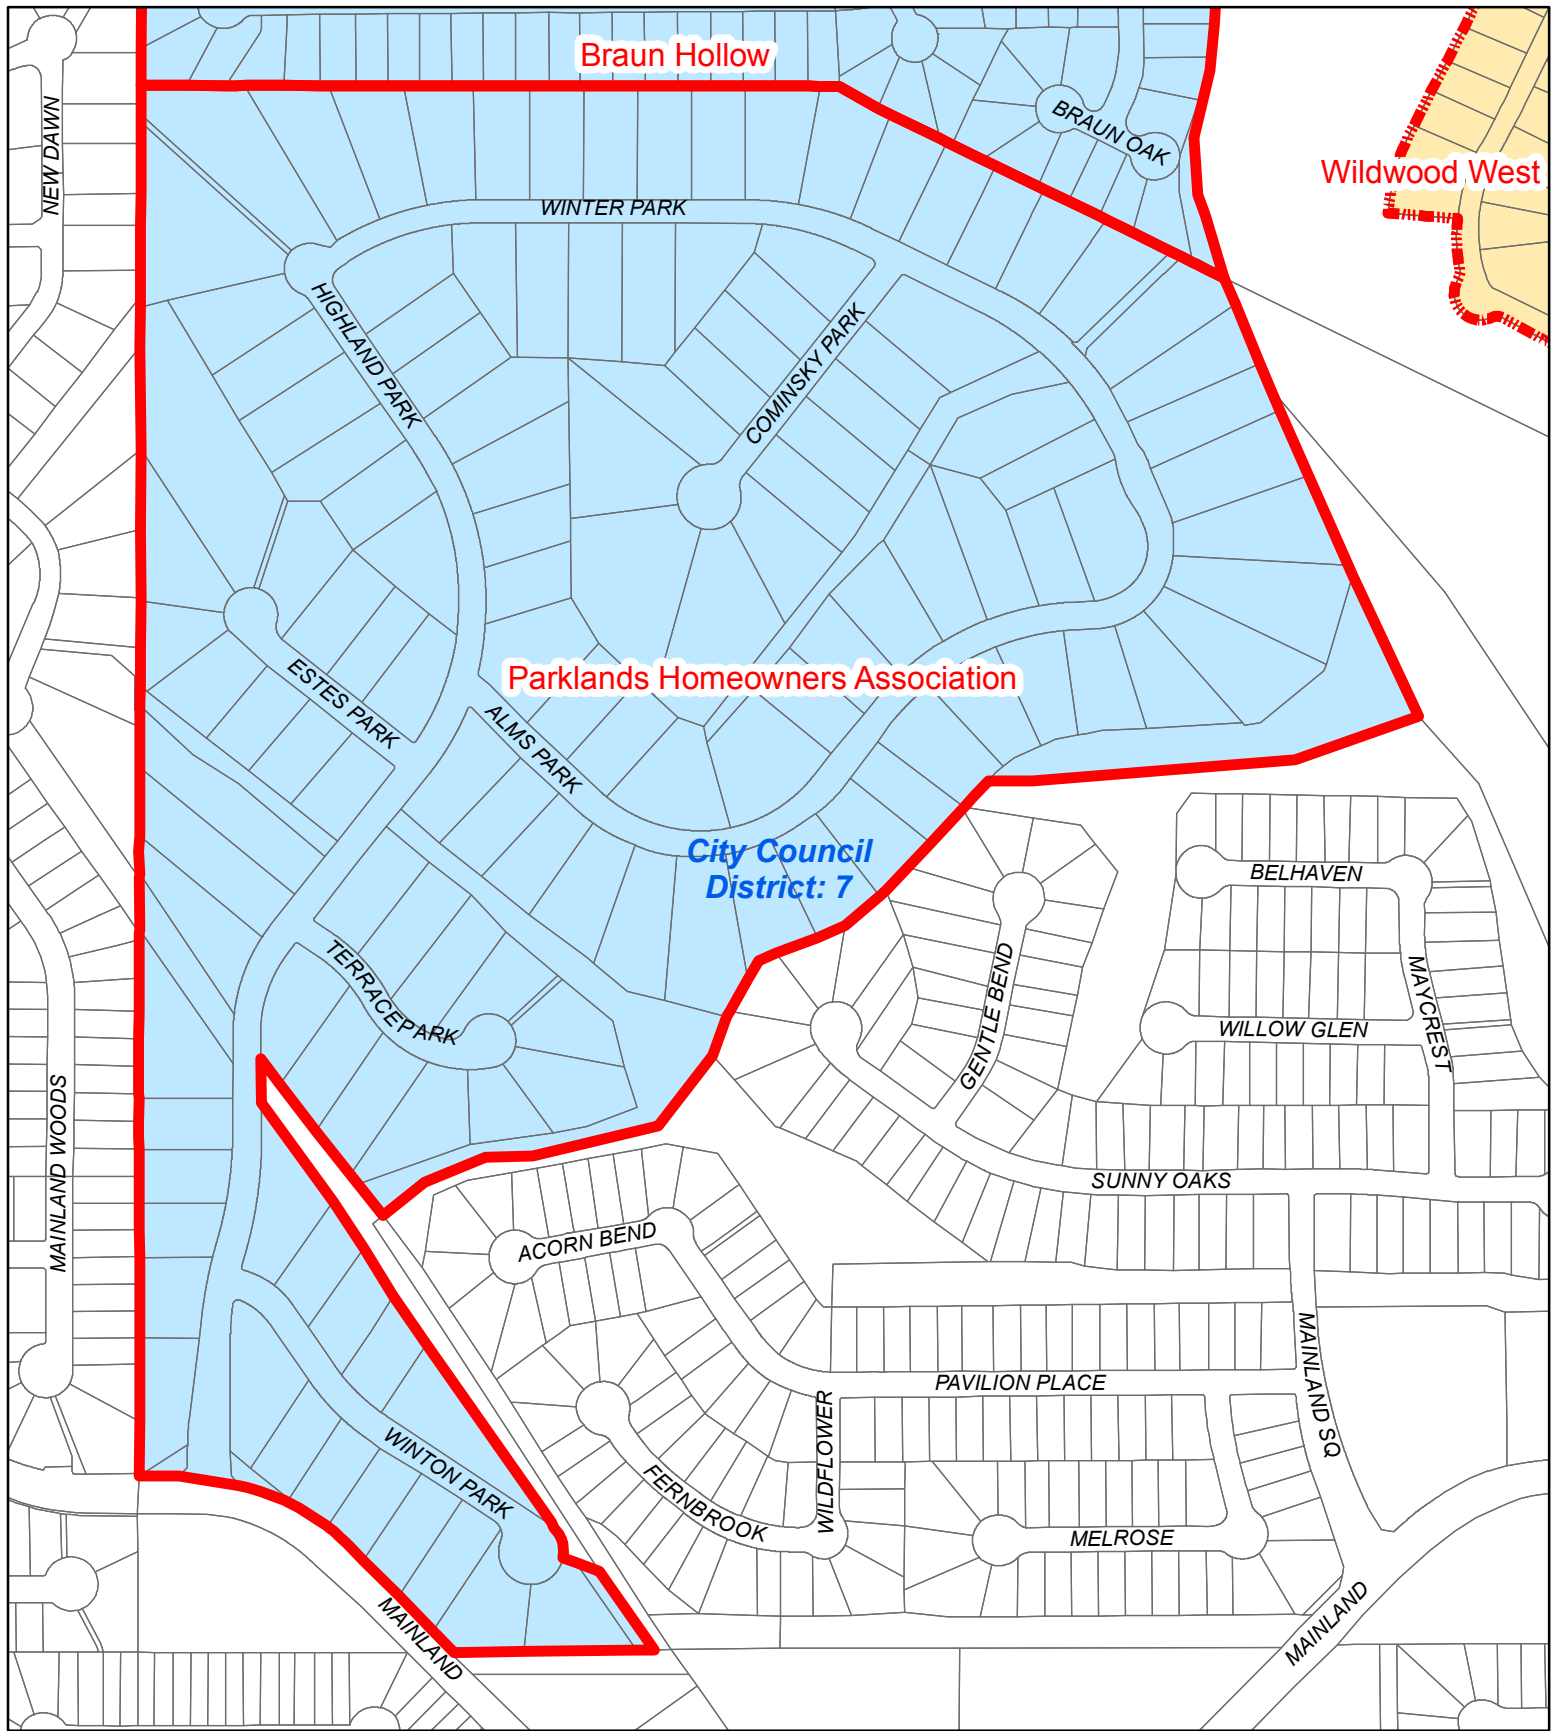 Braun Hollow
NEW DAWN
BRAUN OAK
Wildwood West
WINTER PARK
HIGHLAND PARK
COMINSKY PARK
ESTES PARK
Parklands Homeowners Association
ALMS PARK
City Council
District: 7
BELHAVEN
TERRACEPARK
GENTLE BEND
MAYCREST
WILLOW GLEN
MAINLAND WOODS
SUNNY OAKS
ACORN BEND
MAINLAND SQ
PAVILION PLACE
WILDFLOWER
WINTON PARK
FERNBROOK
MELROSE
MAINLAND
MAINLAND